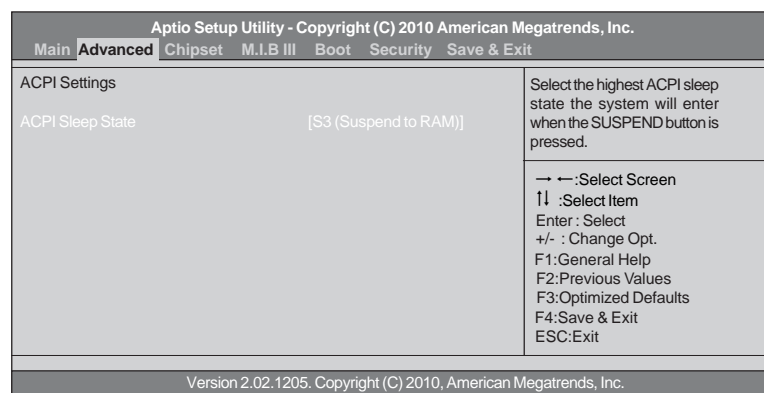 Aptio Setup Utility - Copyright (C) 2010 American Megatrends, Inc.
Main Advanced Chipset M.I.B III Boot Security Save & Exit
ACPI Settings
ACPI Sleep State [S3 (Suspend to RAM)]
Select the highest ACPI sleep
state the system will enter
when the SUSPEND button is
pressed.
→ ←:Select Screen
↑↓ :Select Item
Enter : Select
+/- : Change Opt.
F1:General Help
F2:Previous Values
F3:Optimized Defaults
F4:Save & Exit
ESC:Exit
Version 2.02.1205. Copyright (C) 2010, American Megatrends, Inc.